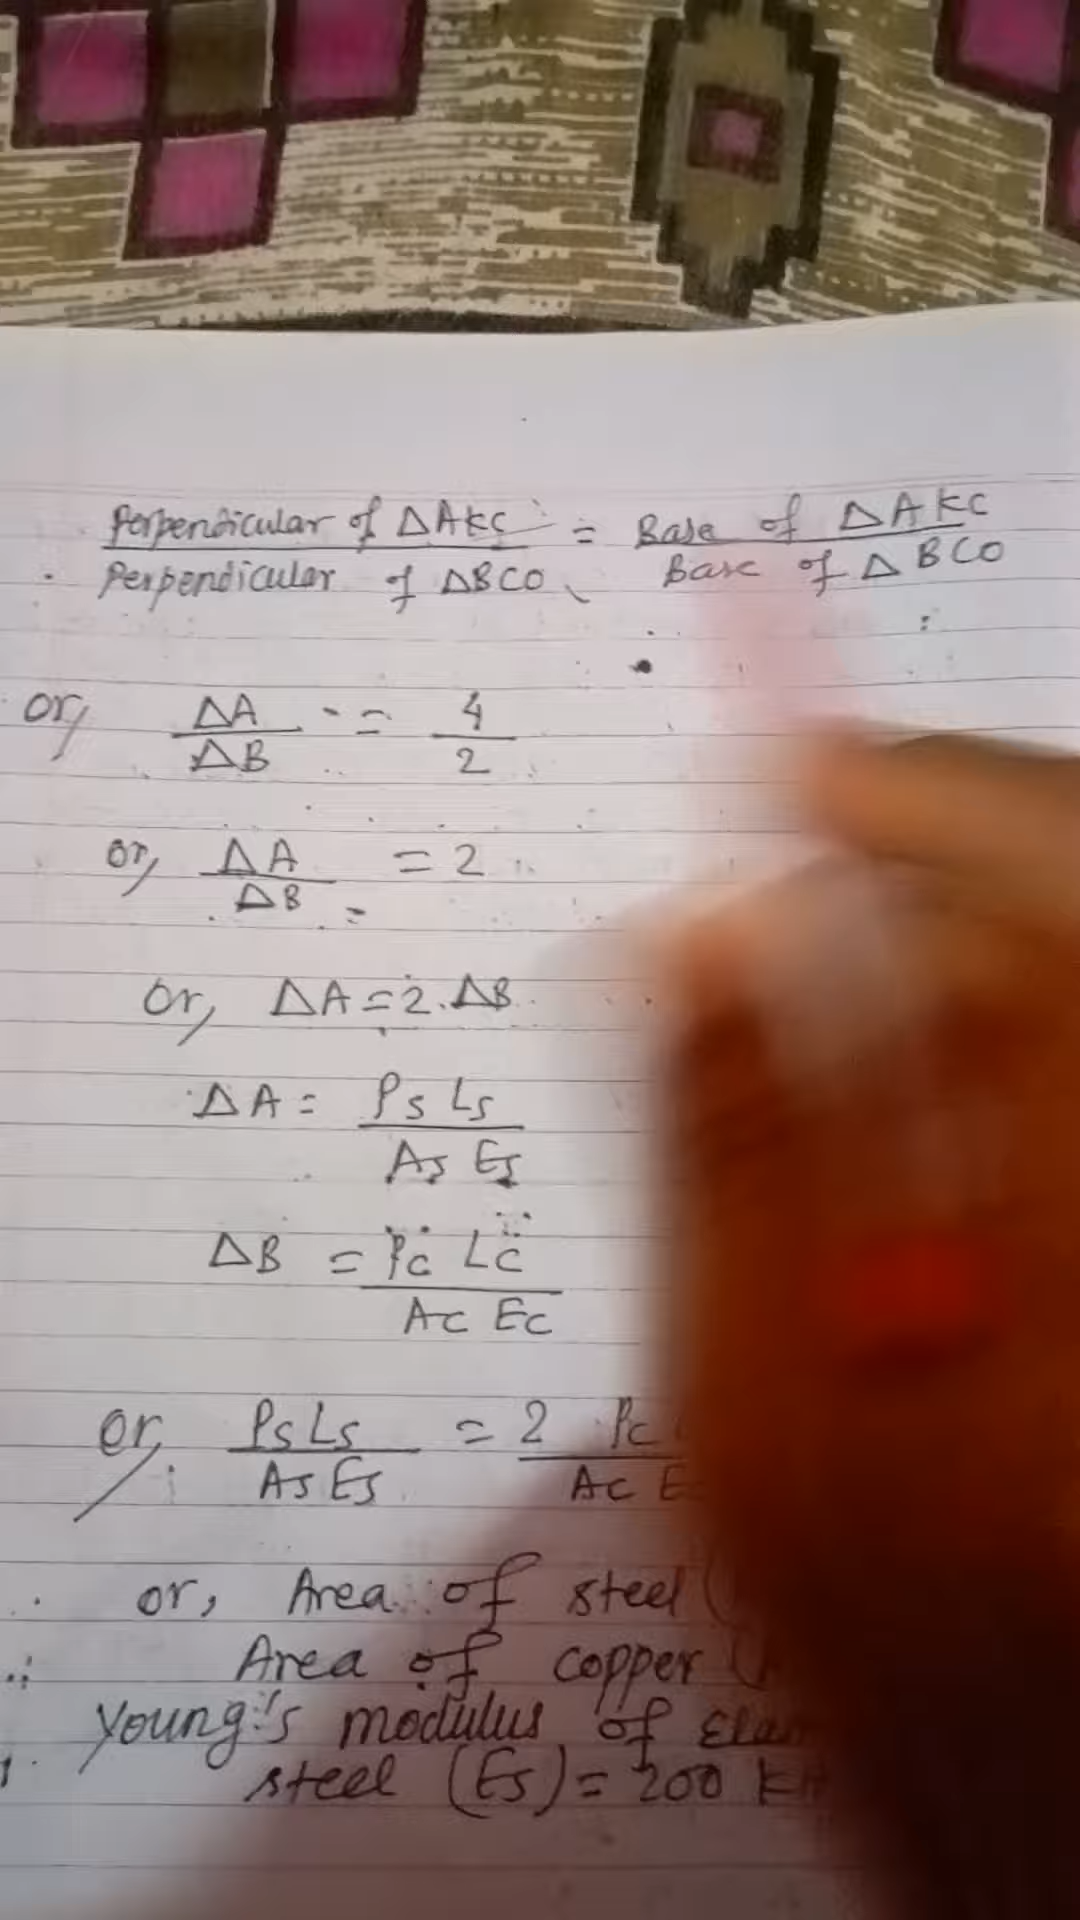 Perpendicular of ΔAKC = Base of ΔAKC
Perpendicular of ΔBCO Base of ΔBCO
or, ΔA = 4
ΔB 2
or, ΔA = 2
ΔB =
or, ΔA = 2. ΔB
ΔA = Ps Ls
As Es
ΔB = Pc Lc
Ac Ec
or, Ps Ls = 2 Pc
As Es Ac E
or, Area of steel (
Area of copper (
Young's modulus of
steel (Es) = 200